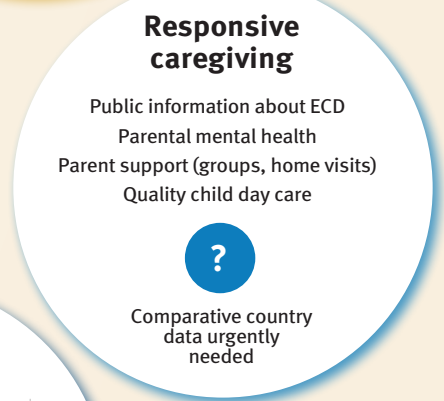 Responsive
caregiving
Public information about ECD
Parental mental health
Parent support (groups, home visits)
Quality child day care
?
Comparative country
data urgently
needed